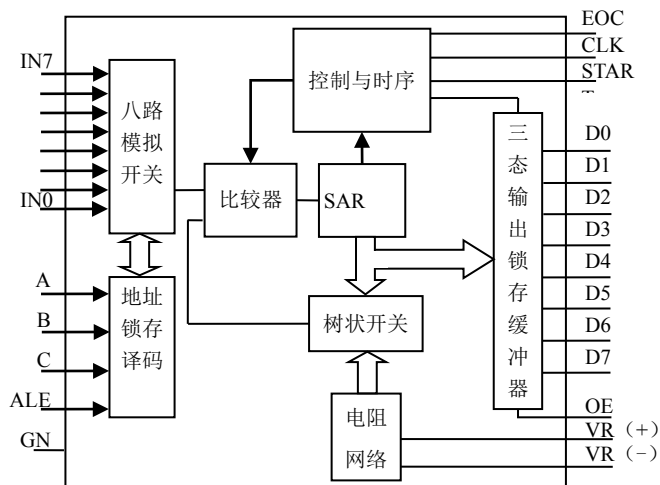 EOC
CLK
STAR
IN7
八路
模拟
开关
IN0
控制与时序
比较器
SAR
三态输出锁存缓冲器
D0
D1
D2
D3
D4
D5
D6
D7
A
B
C
ALE
GN
地址
锁存
译码
树状开关
电阻
网络
OE
VR（+）
VR（-）